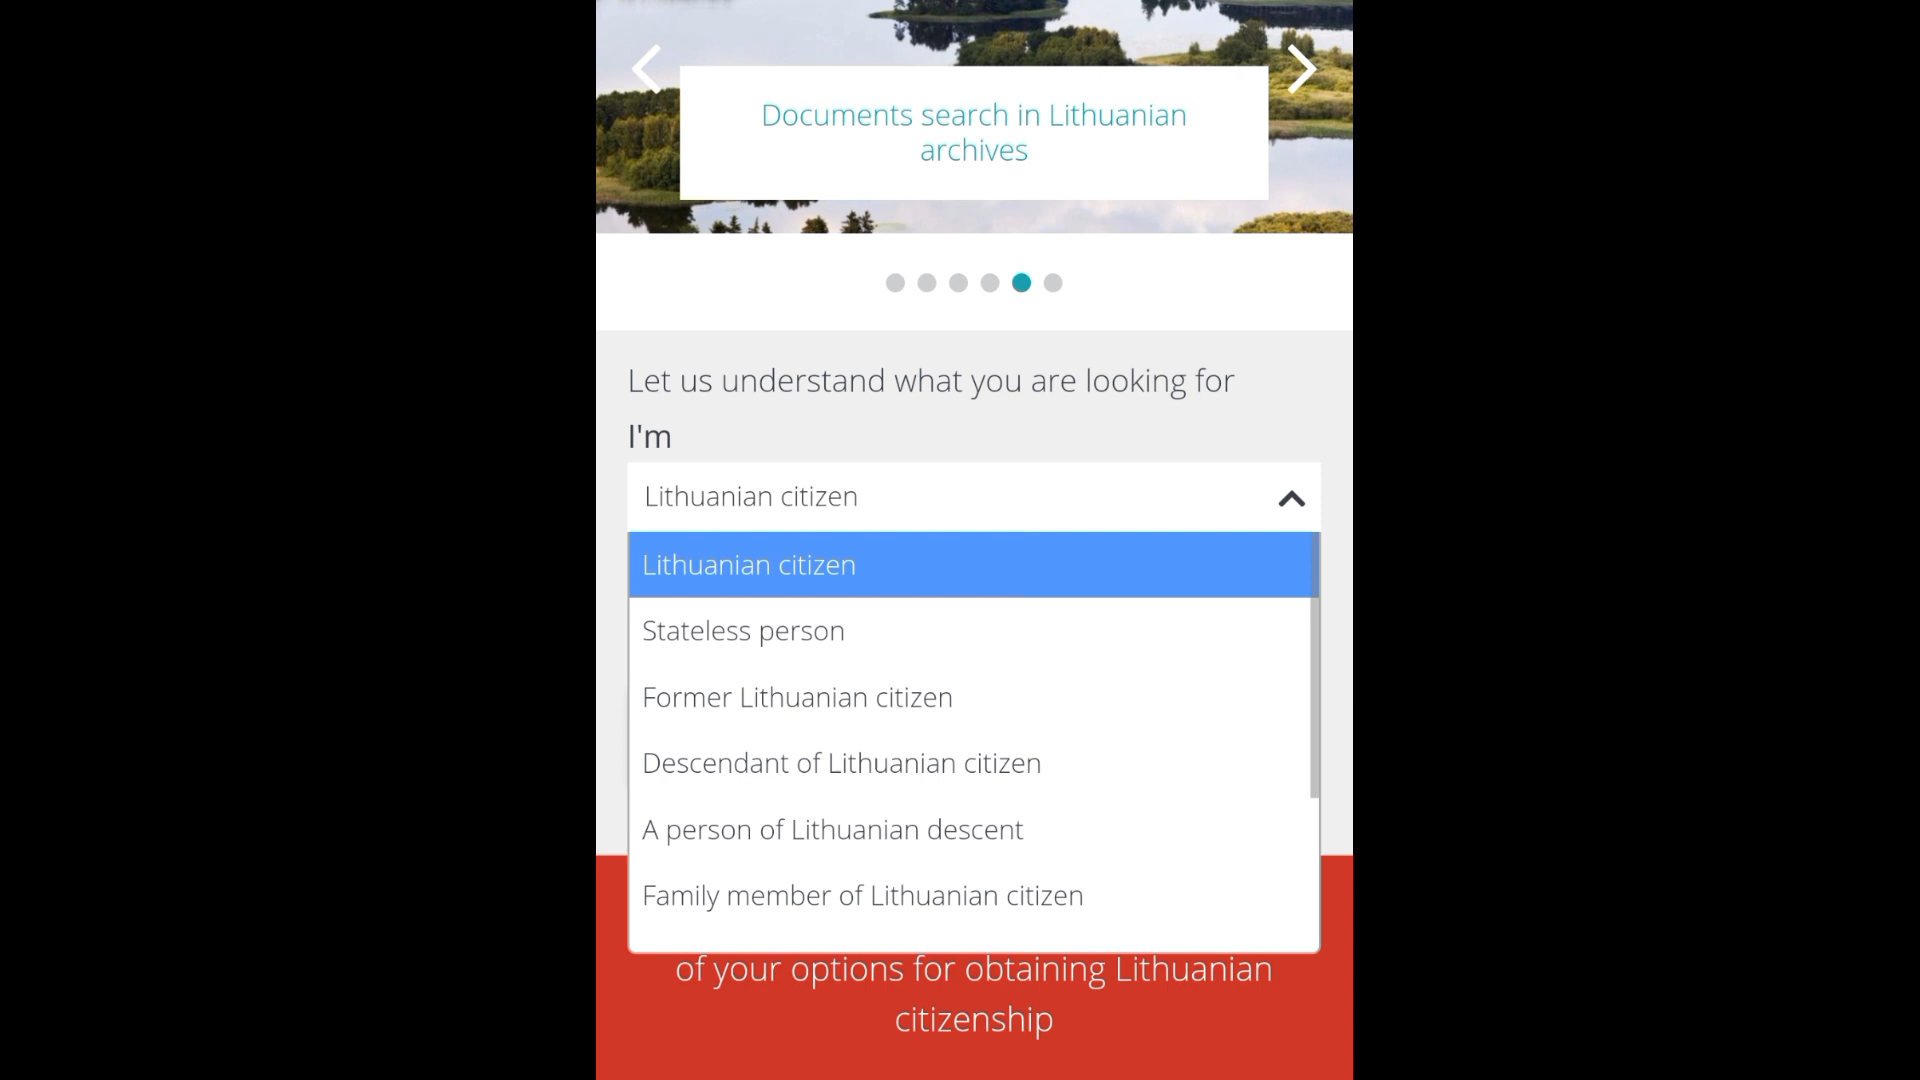 Documents search in Lithuanian
archives
Let us understand what you are looking for
I'm
Lithuanian citizen
Lithuanian citizen
Stateless person
Former Lithuanian citizen
Descendant of Lithuanian citizen
A person of Lithuanian descent
Family member of Lithuanian citizen
of your options for obtaining Lithuanian
citizenship